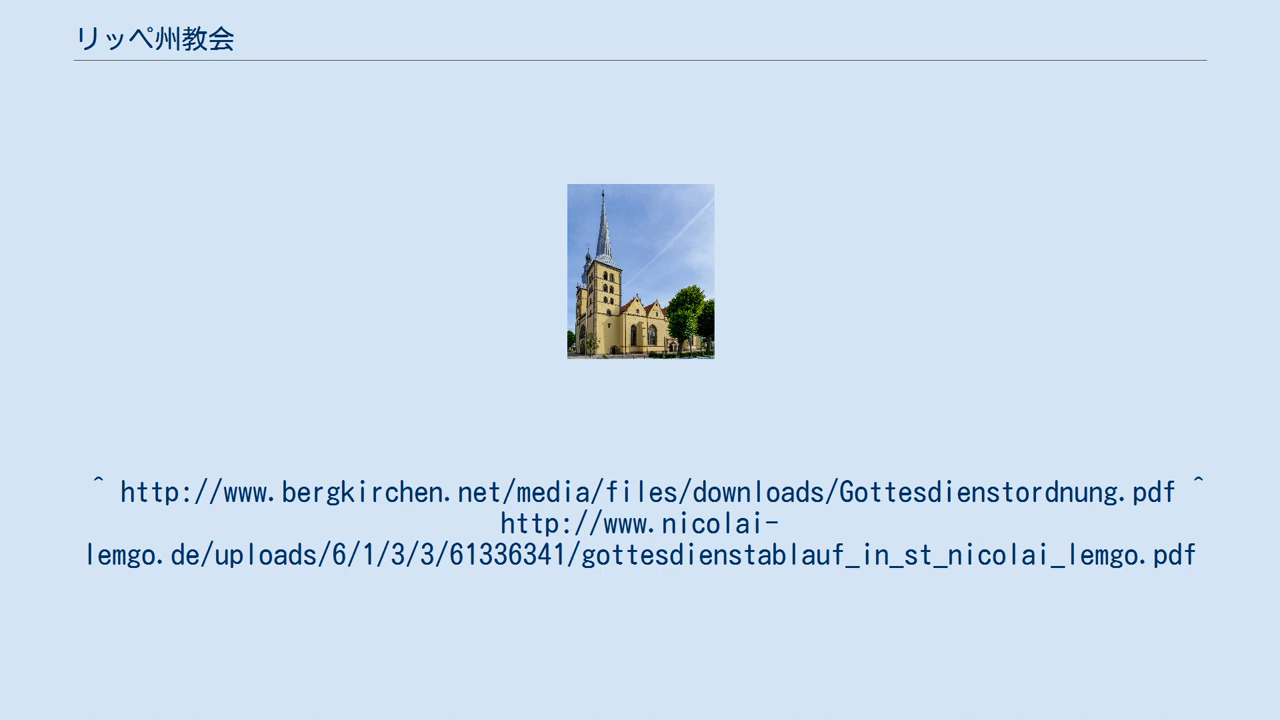 リッペ州教会
^ http://www.bergkirchen.net/media/files/downloads/Gottesdienstordnung.pdf ^
http://www.nicolai-
lemgo.de/uploads/6/1/3/3/61336341/gottesdienstablauf_in_st_nicolai_lemgo.pdf